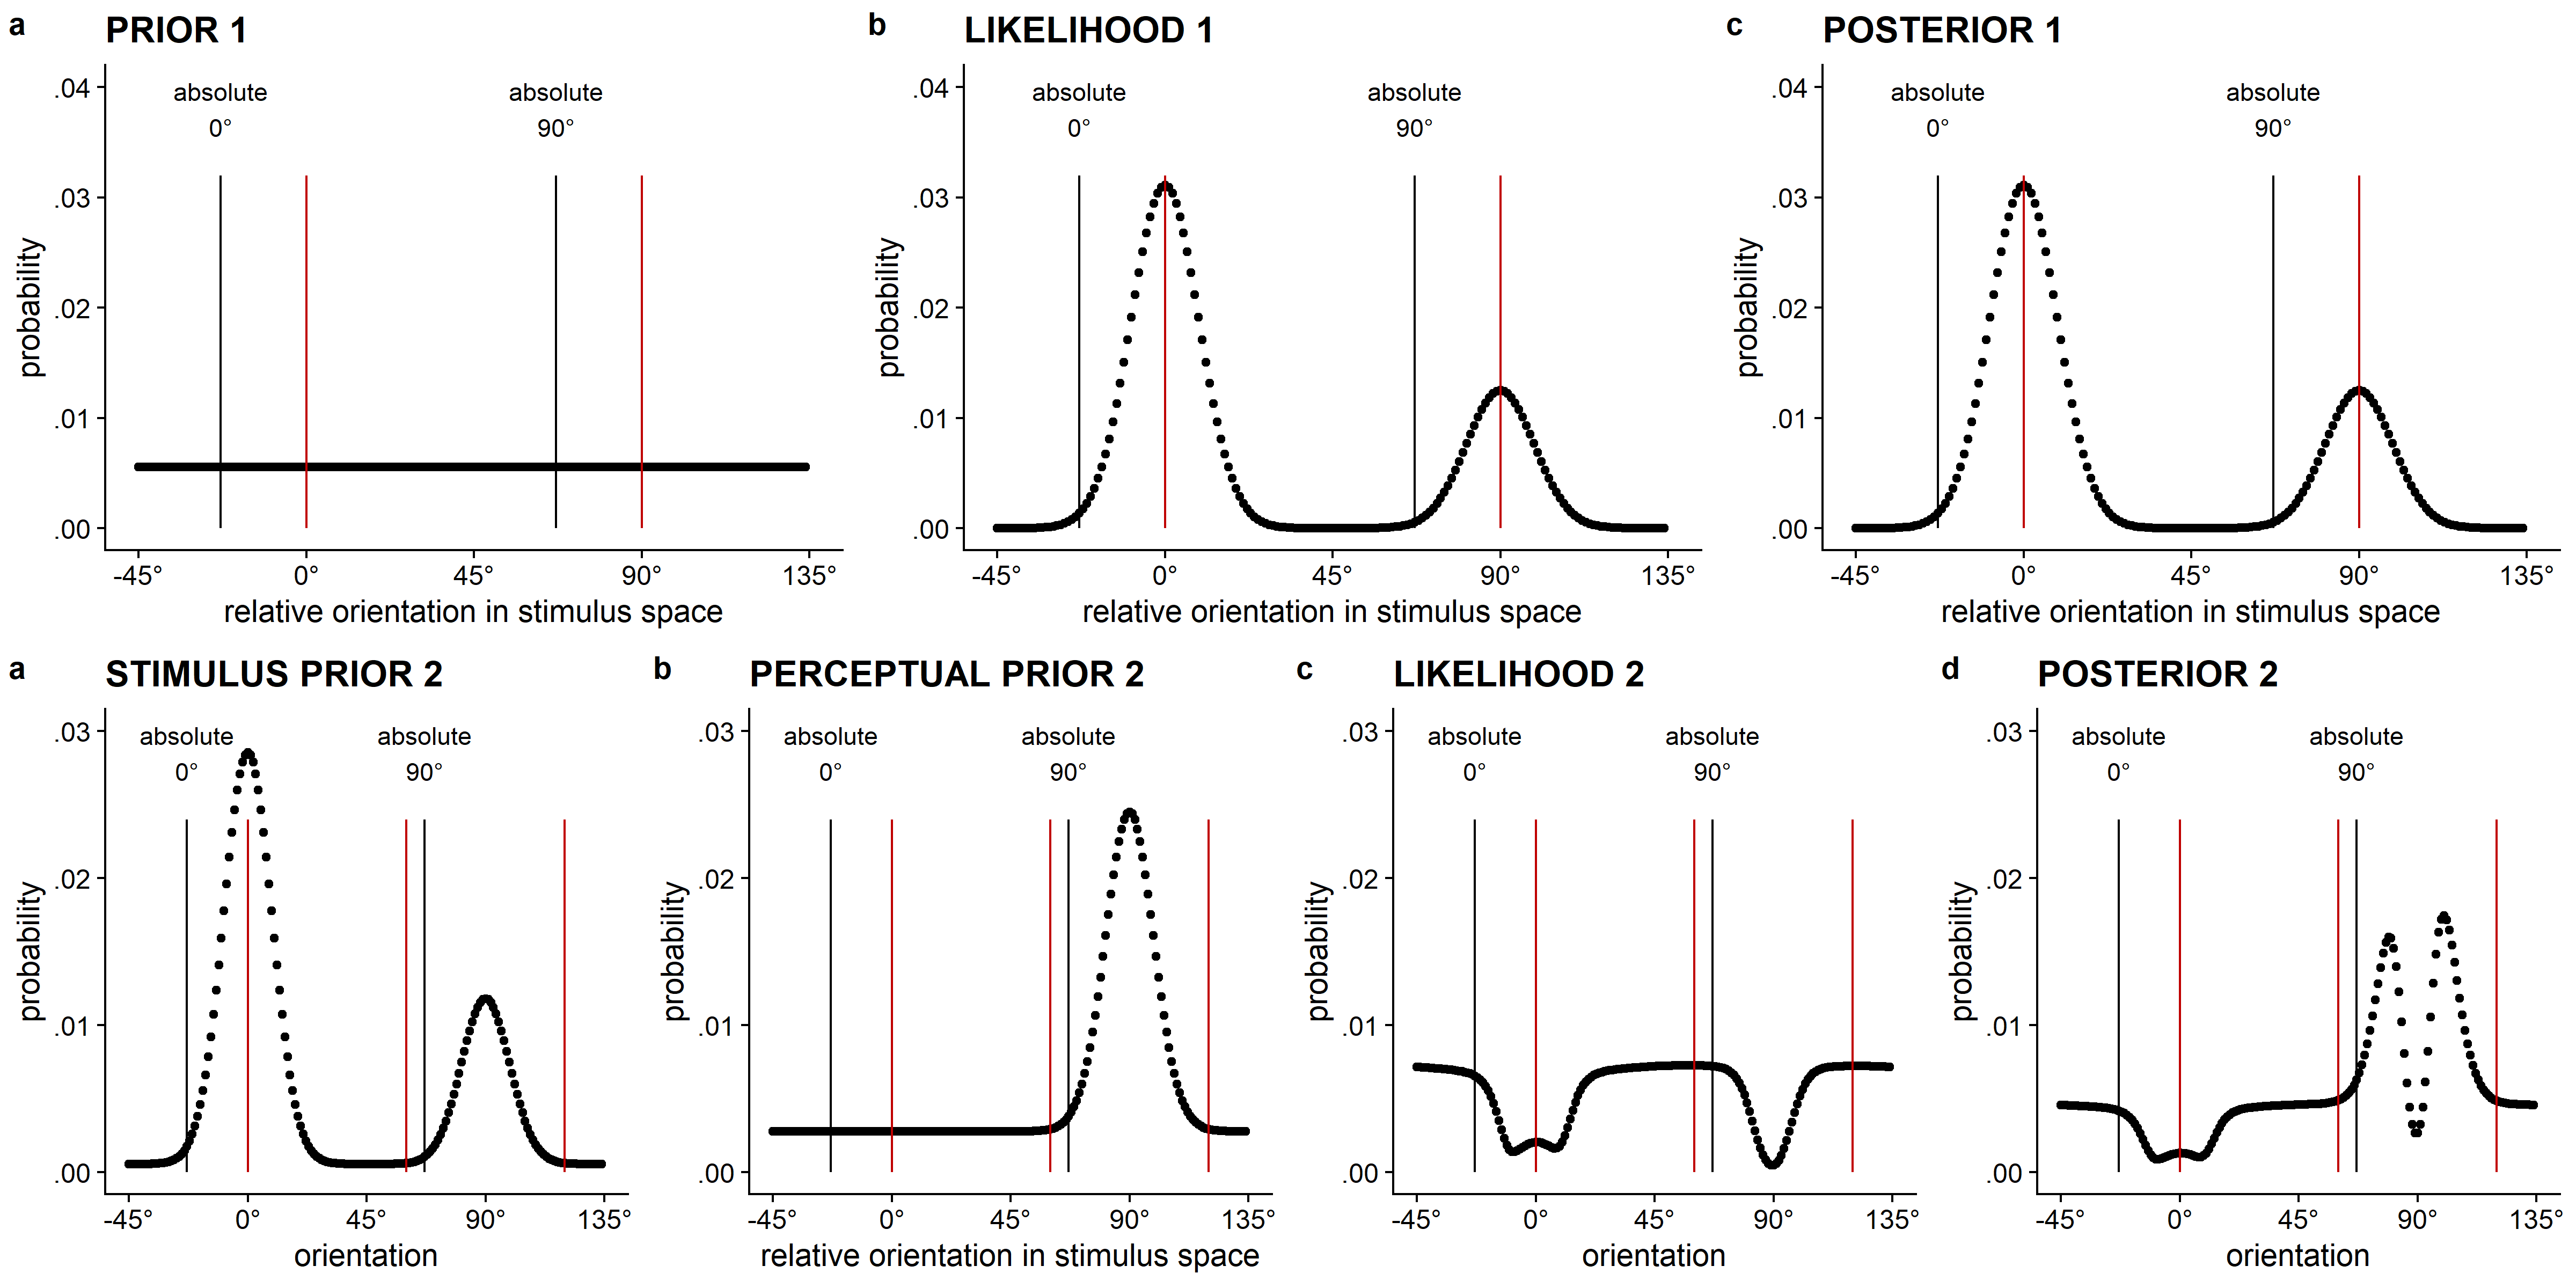 a PRIOR 1
.04
.03
.02
.01
.00
absolute
0°
absolute
90°
probability
-45° 0° 45° 90° 135°
relative orientation in stimulus space
b LIKELIHOOD 1
.04
.03
.02
.01
.00
absolute
0°
absolute
90°
probability
-45° 0° 45° 90° 135°
relative orientation in stimulus space
c POSTERIOR 1
.04
.03
.02
.01
.00
absolute
0°
absolute
90°
probability
-45° 0° 45° 90° 135°
relative orientation in stimulus space
a STIMULUS PRIOR 2
.03
.02
.01
.00
absolute
0°
absolute
90°
probability
-45° 0° 45° 90° 135°
orientation
b PERCEPTUAL PRIOR 2
.03
.02
.01
.00
absolute
0°
absolute
90°
probability
-45° 0° 45° 90° 135°
relative orientation in stimulus space
c LIKELIHOOD 2
.03
.02
.01
.00
absolute
0°
absolute
90°
probability
-45° 0° 45° 90° 135°
orientation
d POSTERIOR 2
.03
.02
.01
.00
absolute
0°
absolute
90°
probability
-45° 0° 45° 90° 135°
orientation